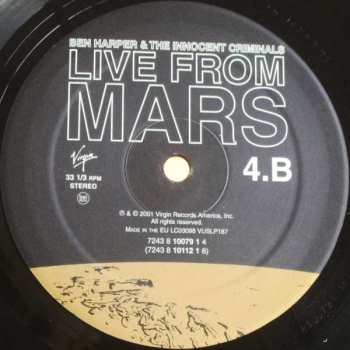 BEN HARPER & THE INNOCENT CRIMINALS
LIVE FROM
MARS
Virgin
4.B
33 1/3 RPM
STEREO
℗ & © 2001 Virgin Records America, Inc.
All rights reserved.
MADE IN THE EU LC03098 VUSLP187
7243 8 10079 1 4
(7243 8 10112 1 8)